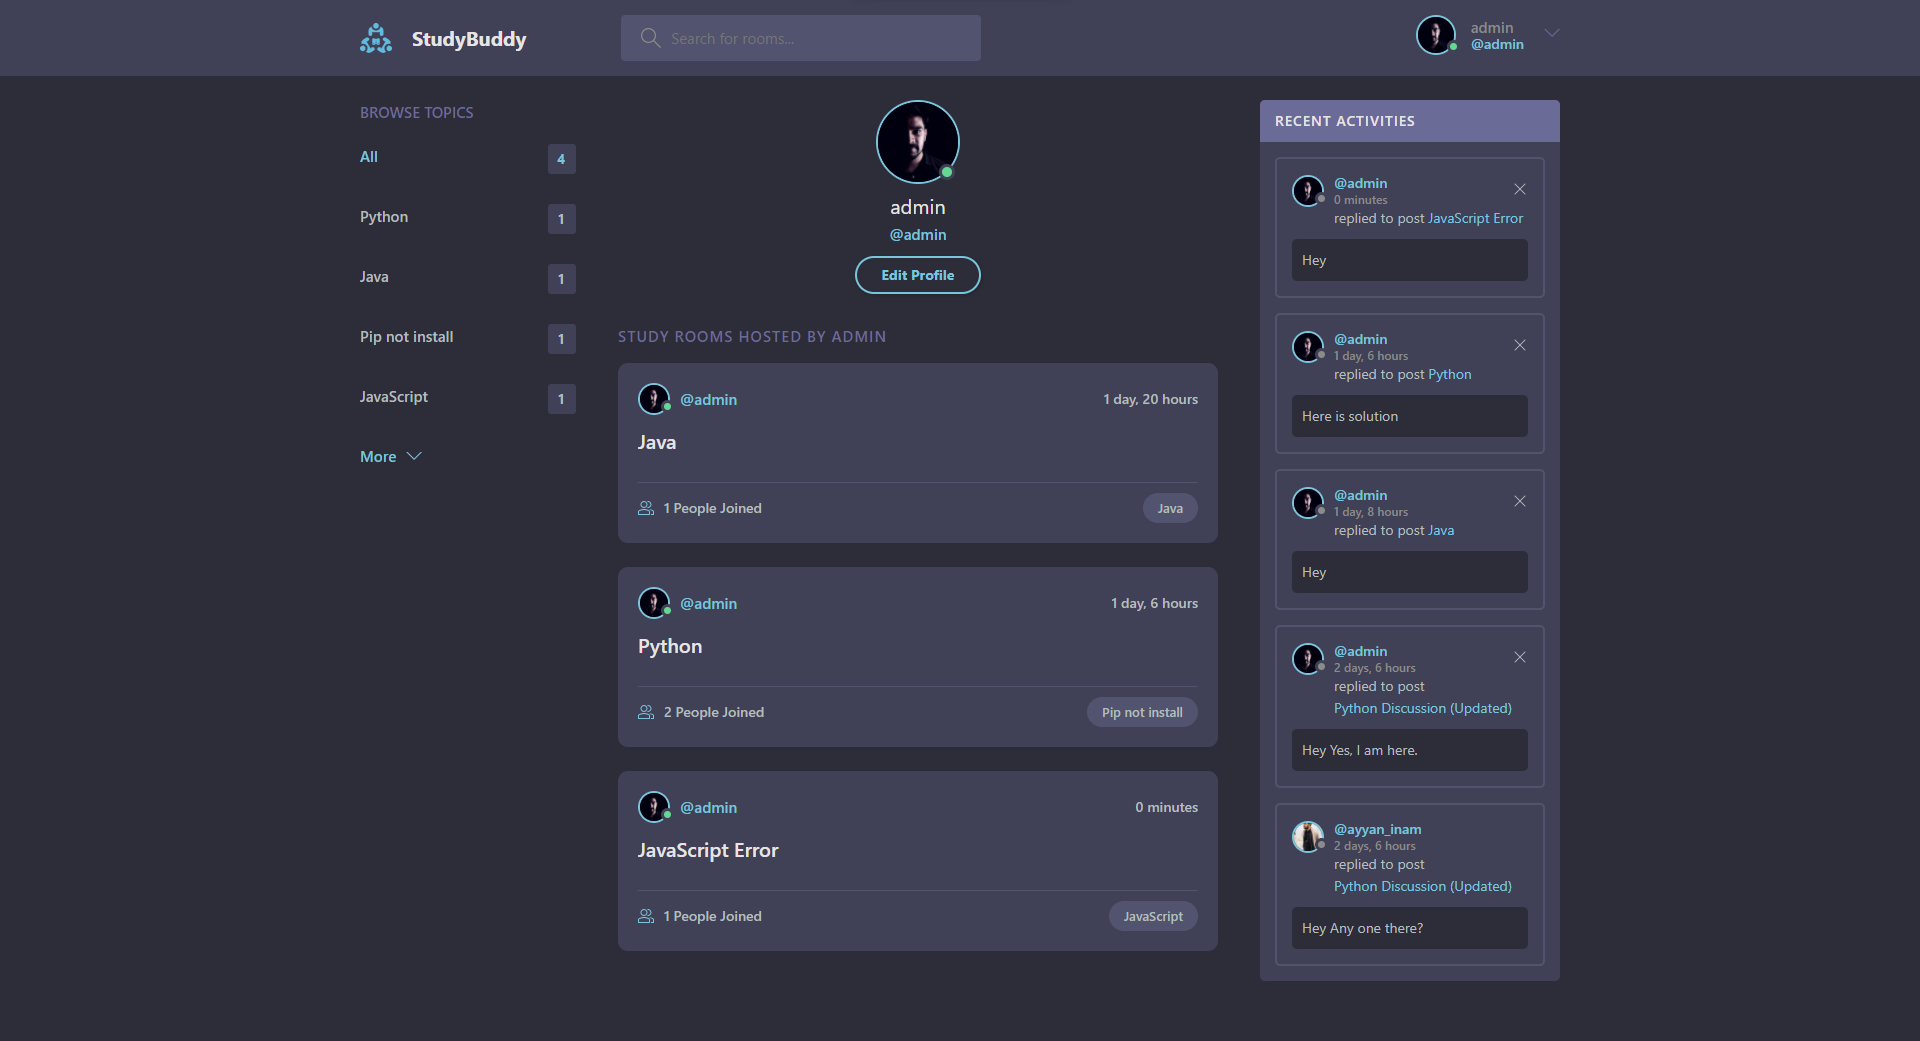 StudyBuddy
Search for rooms...
admin
@admin
BROWSE TOPICS
All 4
Python 1
Java 1
Pip not install 1
JavaScript 1
More
admin
@admin
Edit Profile
STUDY ROOMS HOSTED BY ADMIN
@admin 1 day, 20 hours
Java
1 People Joined Java
@admin 1 day, 6 hours
Python
2 People Joined Pip not install
@admin 0 minutes
JavaScript Error
1 People Joined JavaScript
RECENT ACTIVITIES
@admin
0 minutes
replied to post JavaScript Error
Hey
@admin
1 day, 6 hours
replied to post Python
Here is solution
@admin
1 day, 8 hours
replied to post Java
Hey
@admin
2 days, 6 hours
replied to post
Python Discussion (Updated)
Hey Yes, I am here.
@ayyan_inam
2 days, 6 hours
replied to post
Python Discussion (Updated)
Hey Any one there?